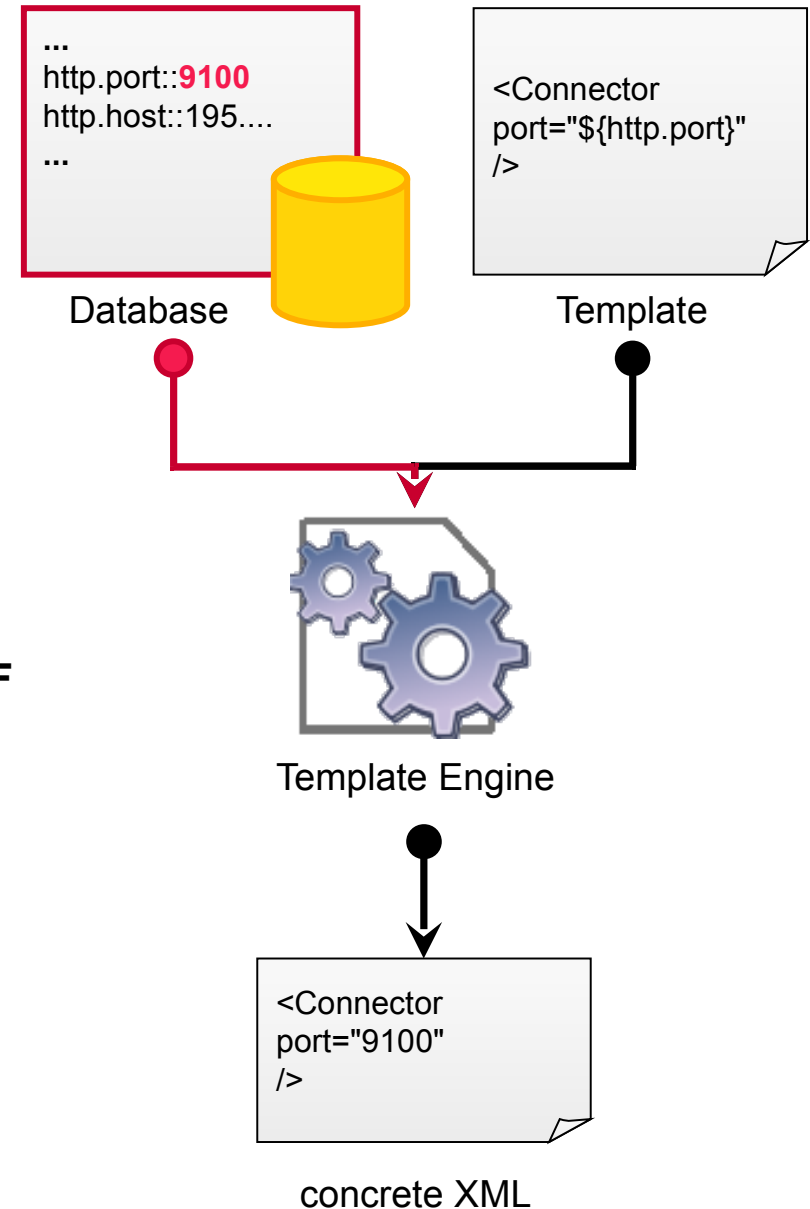 ...
http.port::9100
http.host::195....
...
<Connector
port="${http.port}"
/>
Database
Template
F
Template Engine
<Connector
port="9100"
/>
concrete XML